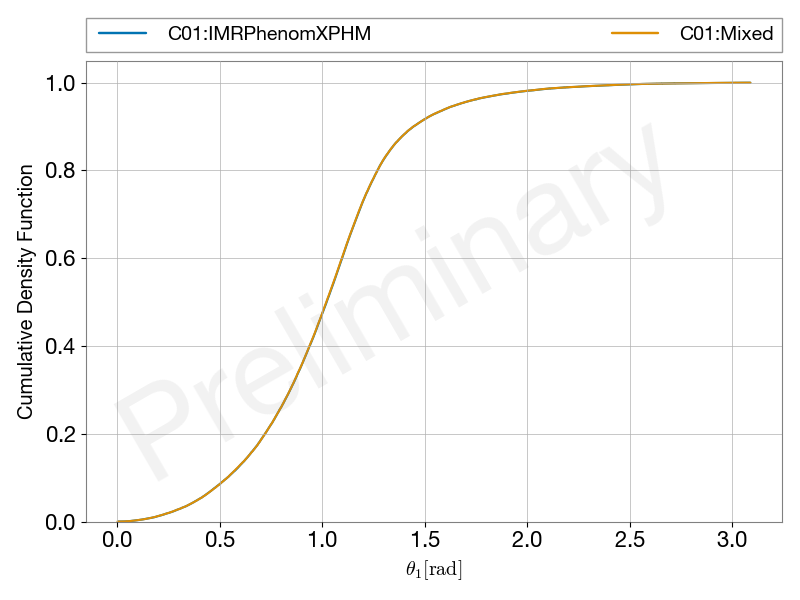 C01:IMRPhenomXPHM C01:Mixed
Cumulative Density Function
1.0
0.8
0.6
0.4
0.2
0.0
Preliminary
0.0 0.5 1.0 1.5 2.0 2.5 3.0
θ₁[rad]